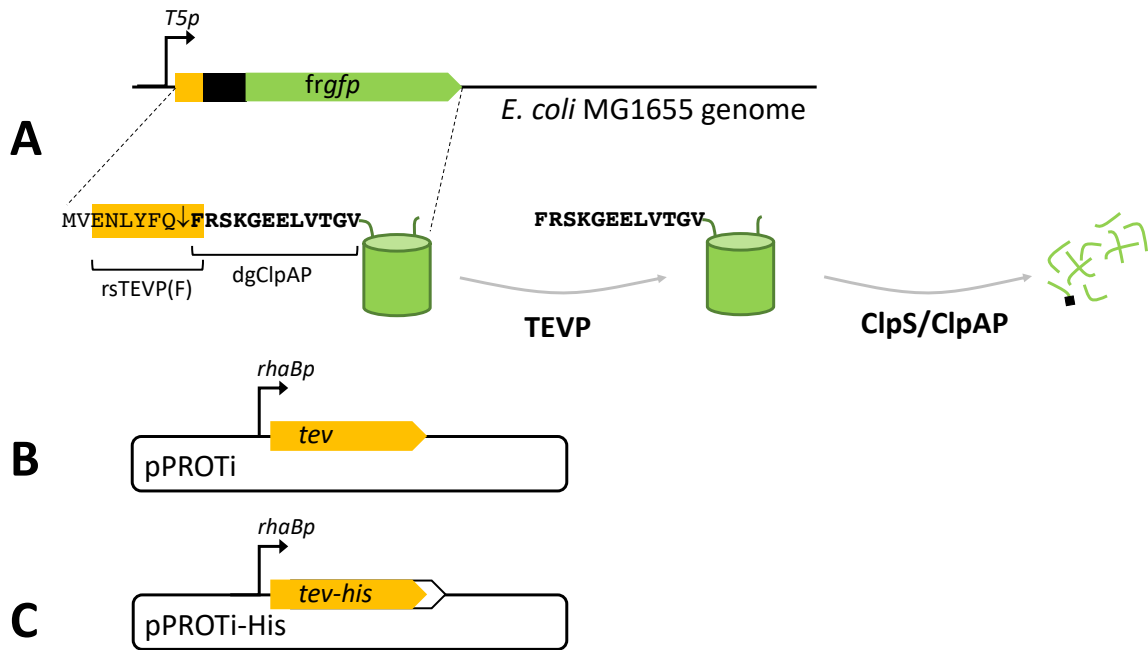 T5p
frgfp
E. coli MG1655 genome
A
MVENLYFQ↓FRSKGEELVTGV
FRSKGEELVTGV
rsTEVP(F)
dgClpAP
TEVP
ClpS/ClpAP
rhaBp
tev
B
pPROTi
rhaBp
tev-his
C
pPROTi-His